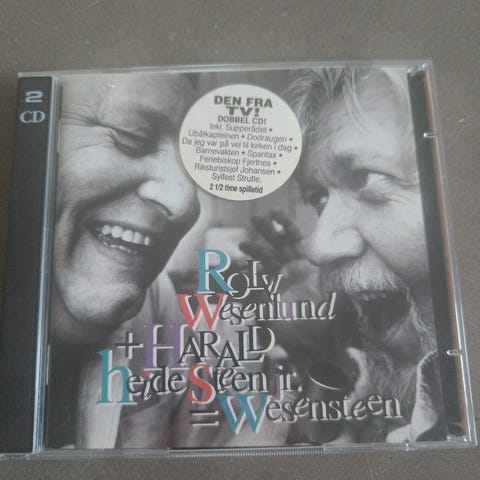 2
CD
DEN FRA
TV!
DOBBEL CD!
Inkl. Supperådet •
Ubåtkapteinen • Dodraugen •
Da jeg var på vei til kirken i dag •
Barnevakten • Spantax •
Feriebiskop Fjertnes •
Riksturistsjef Johansen •
Sylfest Strutle.
2 1/2 time spilletid
ROLV
Wesenlund
+ HARALD
heide Steen jr.
= Wesensteen